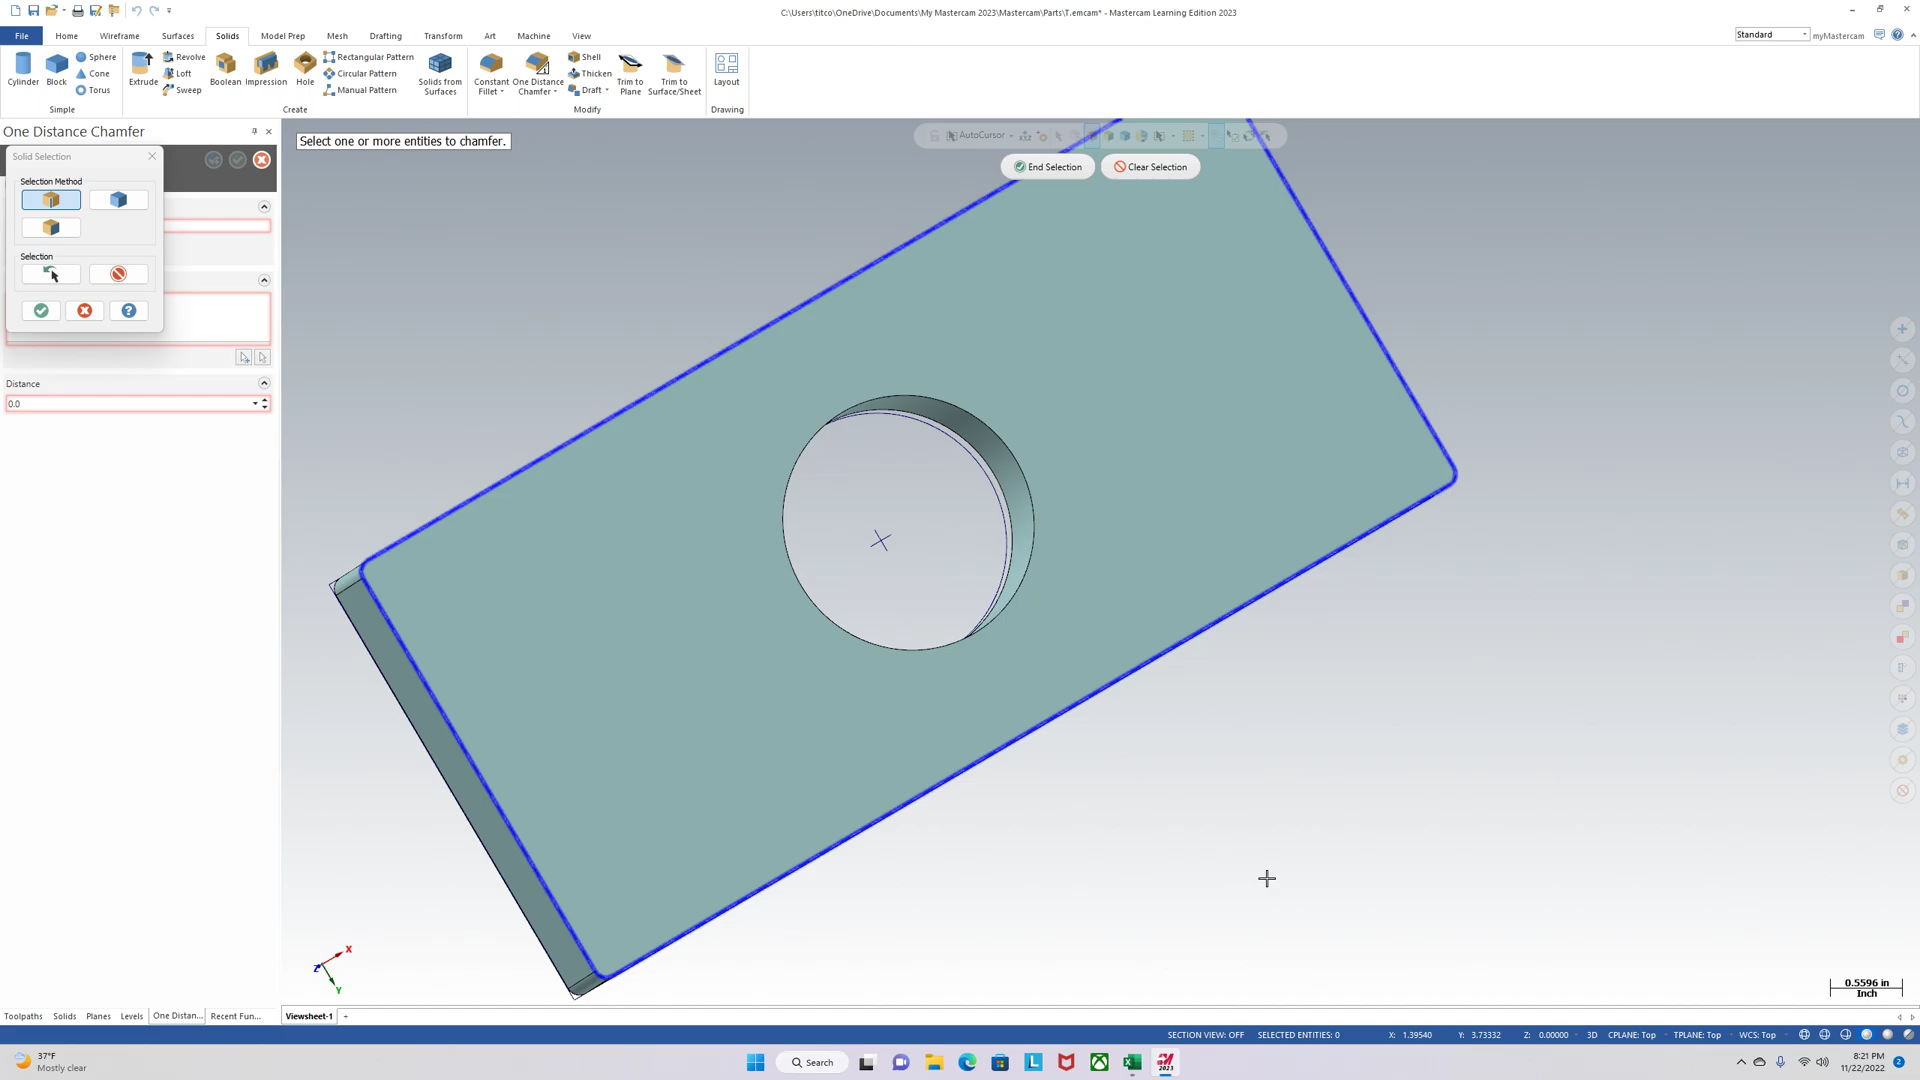 C:\Users\titco\OneDrive\Documents\My Mastercam 2023\Mastercam\Parts\T.emcam* - Mastercam Learning Edition 2023
File Home Wireframe Surfaces Solids Model Prep Mesh Drafting Transform Art Machine View
Standard myMastercam
Cylinder Block Sphere Cone Torus
Simple
Extrude Revolve Loft Sweep Boolean Impression Hole Rectangular Pattern Circular Pattern Manual Pattern Solids from Surfaces
Create
Constant Fillet One Distance Chamfer Shell Thicken Draft Trim to Plane Trim to Surface/Sheet
Modify
Layout
Drawing
One Distance Chamfer
Select one or more entities to chamfer.
AutoCursor
End Selection Clear Selection
Solid Selection
Selection Method
Selection
Distance
0.0
X
Z
Y
0.5596 in
Inch
Toolpaths Solids Planes Levels One Distan... Recent Fun...
Viewsheet-1 +
SECTION VIEW: OFF SELECTED ENTITIES: 0 X: 1.39540 Y: 3.73332 Z: 0.00000 3D CPLANE: Top TPLANE: Top WCS: Top
37°F
Mostly clear
Search
2023
8:21 PM
11/22/2022
2